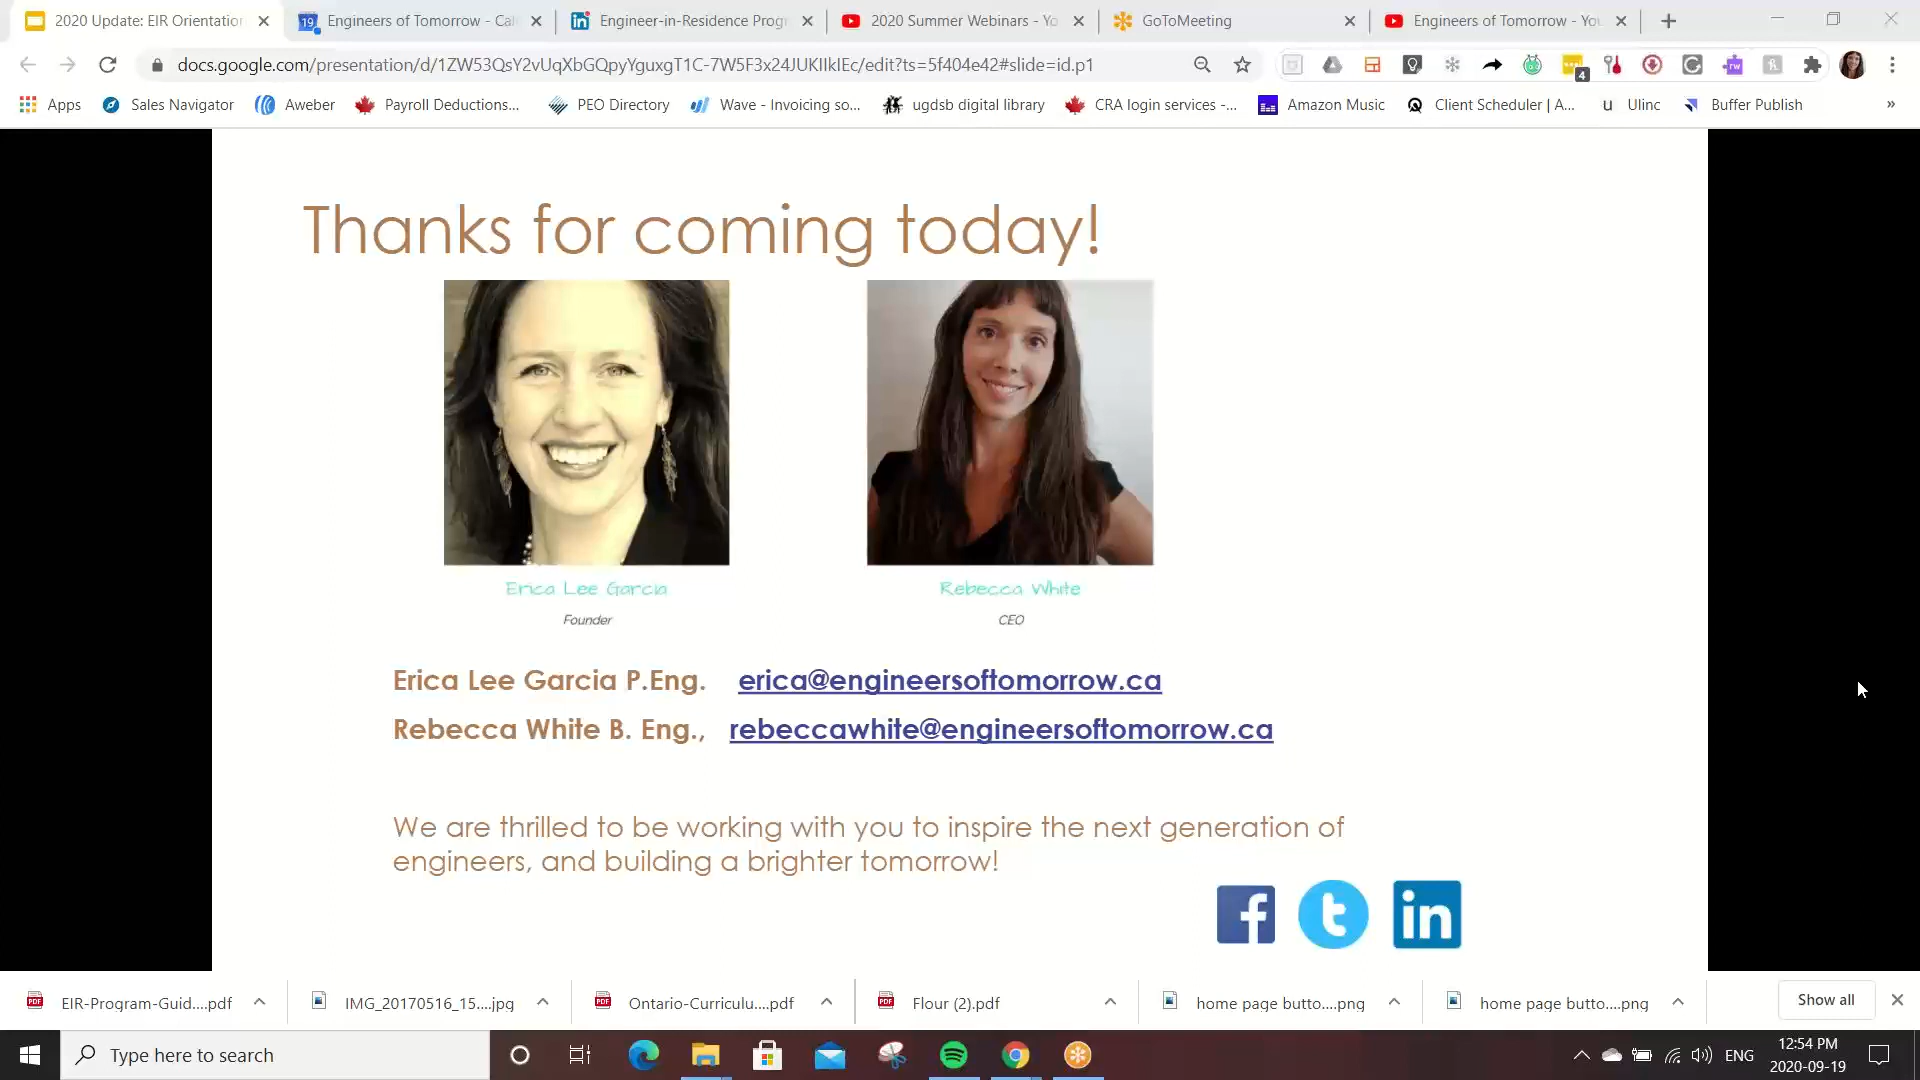 2020 Update: EIR Orientation
Engineers of Tomorrow - Cal
Engineer-in-Residence Prog
2020 Summer Webinars - Yo
GoToMeeting
Engineers of Tomorrow - You
docs.google.com/presentation/d/1ZW53QsY2vUqXbGQpyYguxgT1C-7W5F3x24JUKIlklEc/edit?ts=5f404e42#slide=id.p1
4
Apps
Sales Navigator
Aweber
Payroll Deductions...
PEO Directory
Wave - Invoicing so...
ugdsb digital library
CRA login services -...
Amazon Music
Client Scheduler | A...
Ulinc
Buffer Publish
Thanks for coming today!
Erica Lee Garcia
Founder
Rebecca White
CEO
Erica Lee Garcia P.Eng. erica@engineersoftomorrow.ca
Rebecca White B. Eng., rebeccawhite@engineersoftomorrow.ca
We are thrilled to be working with you to inspire the next generation of
engineers, and building a brighter tomorrow!
EIR-Program-Guid....pdf
IMG_20170516_15....jpg
Ontario-Curriculu....pdf
Flour (2).pdf
home page butto....png
home page butto....png
Show all
Type here to search
ENG
12:54 PM
2020-09-19